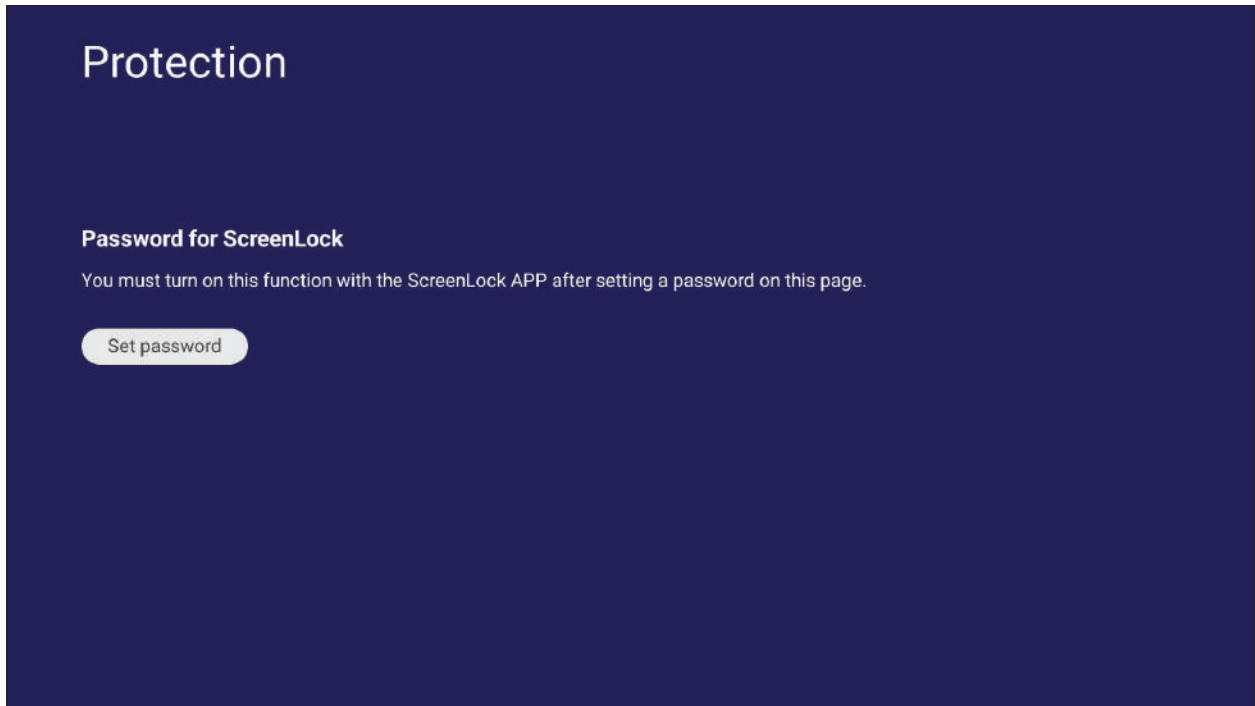 Protection
Password for ScreenLock
You must turn on this function with the ScreenLock APP after setting a password on this page.
Set password